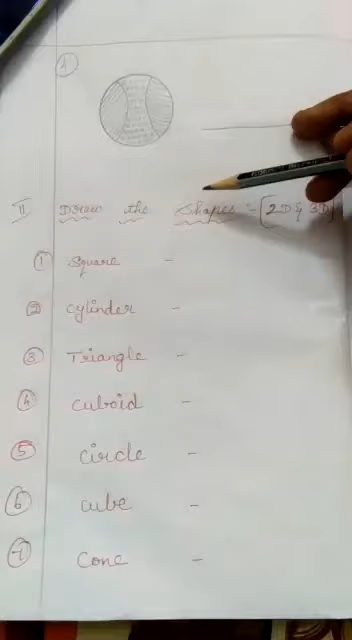 ①
II Draw the Shapes :- [2D & 3D]
① Square -
② Cylinder -
③ Triangle -
④ Cuboid -
⑤ circle -
⑥ cube -
⑦ Cone -